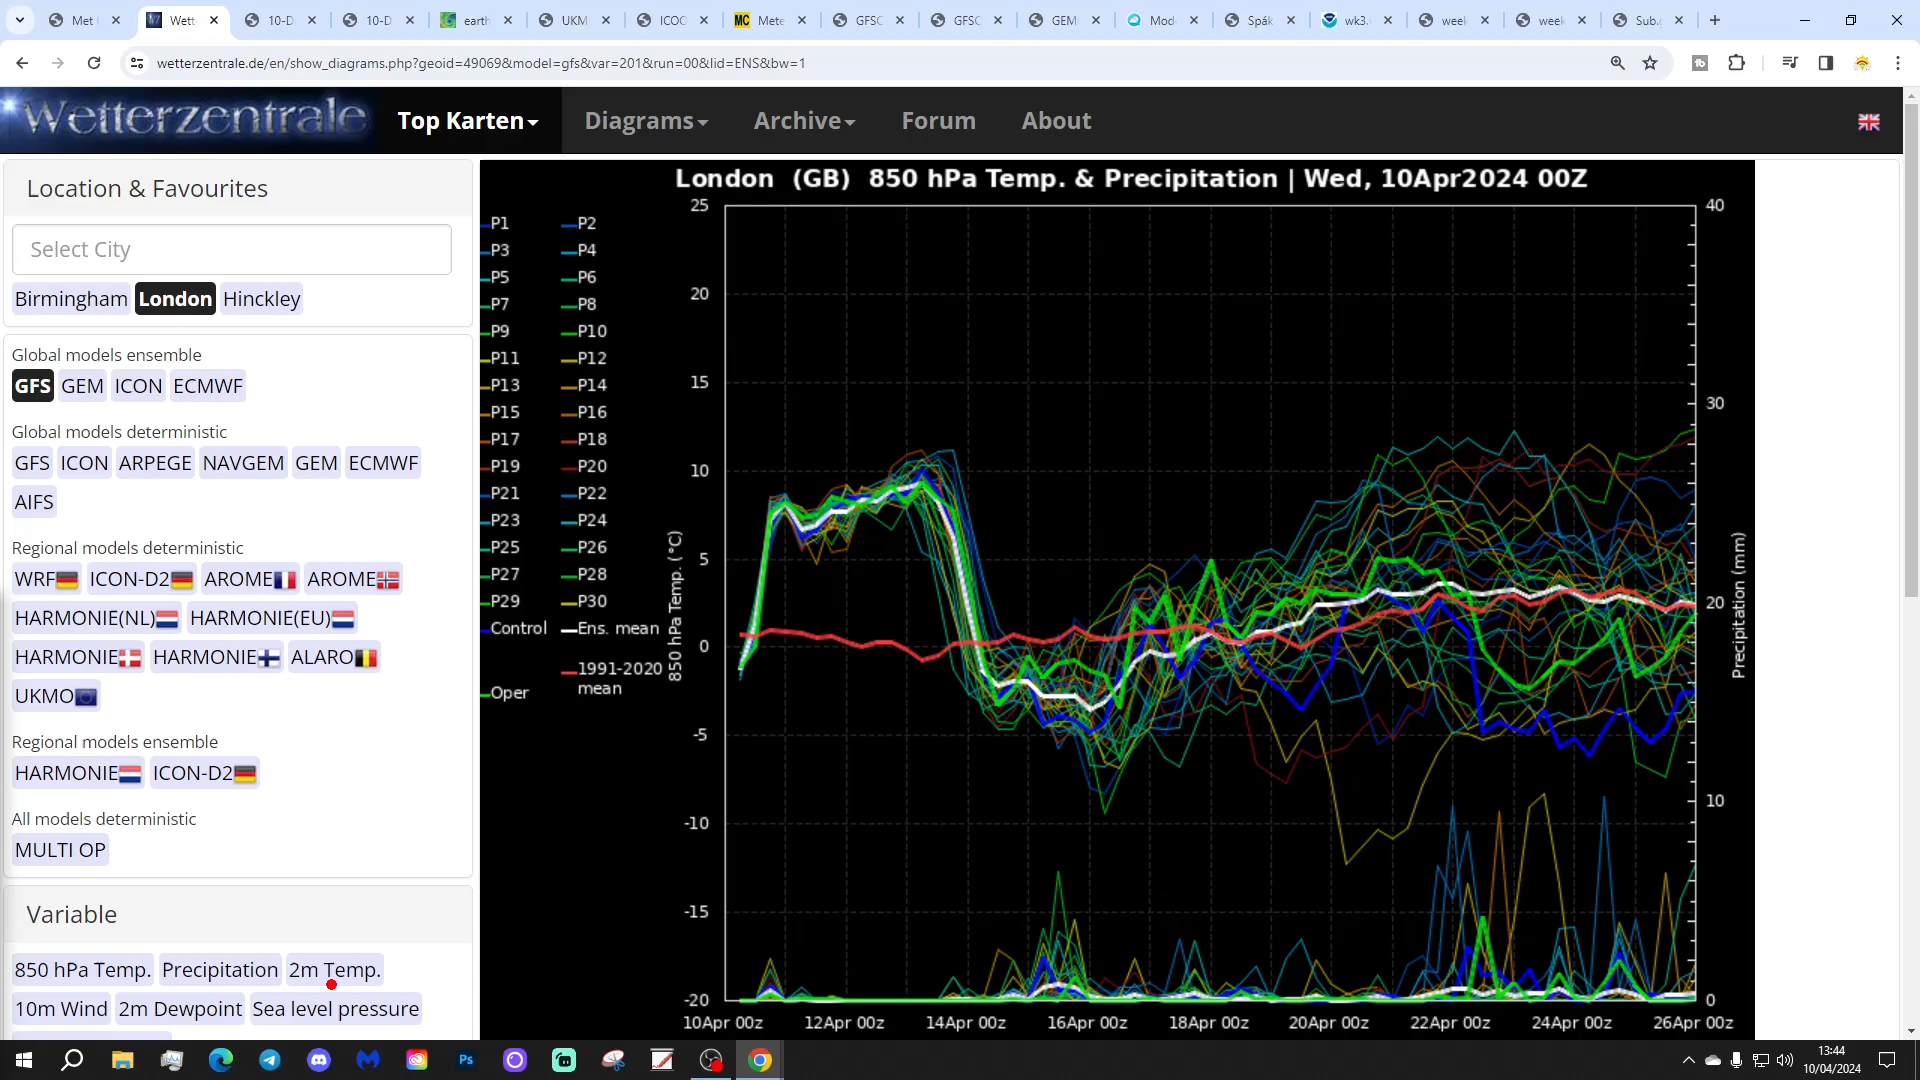 Met
Wett
10-D
10-D
earth
UKM
ICOC
MC
Mete
GFSC
GFSC
GEM
Mod
Spák
wk3.
week
week
Sub.
wetterzentrale.de/en/show_diagrams.php?geoid=49069&model=gfs&var=201&run=00&lid=ENS&bw=1
Wetterzentrale
Top Karten
Diagrams
Archive
Forum
About
Location & Favourites
Select City
Birmingham London Hinckley
Global models ensemble
GFS GEM ICON ECMWF
Global models deterministic
GFS ICON ARPEGE NAVGEM GEM ECMWF
AIFS
Regional models deterministic
WRF ICON-D2 AROME AROME
HARMONIE(NL) HARMONIE(EU)
HARMONIE HARMONIE ALARO
UKMO
Regional models ensemble
HARMONIE ICON-D2
All models deterministic
MULTI OP
Variable
850 hPa Temp. Precipitation 2m Temp.
10m Wind 2m Dewpoint Sea level pressure
London (GB) 850 hPa Temp. & Precipitation | Wed, 10Apr2024 00Z
P1 P2
P3 P4
P5 P6
P7 P8
P9 P10
P11 P12
P13 P14
P15 P16
P17 P18
P19 P20
P21 P22
P23 P24
P25 P26
P27 P28
P29 P30
Control Ens. mean
1991-2020
mean
Oper
850 hPa Temp. (°C)
25
20
15
10
5
0
-5
-10
-15
-20
40
30
20
10
0
Precipitation (mm)
10Apr 00z 12Apr 00z 14Apr 00z 16Apr 00z 18Apr 00z 20Apr 00z 22Apr 00z 24Apr 00z 26Apr 00z
Ps
13:44
10/04/2024